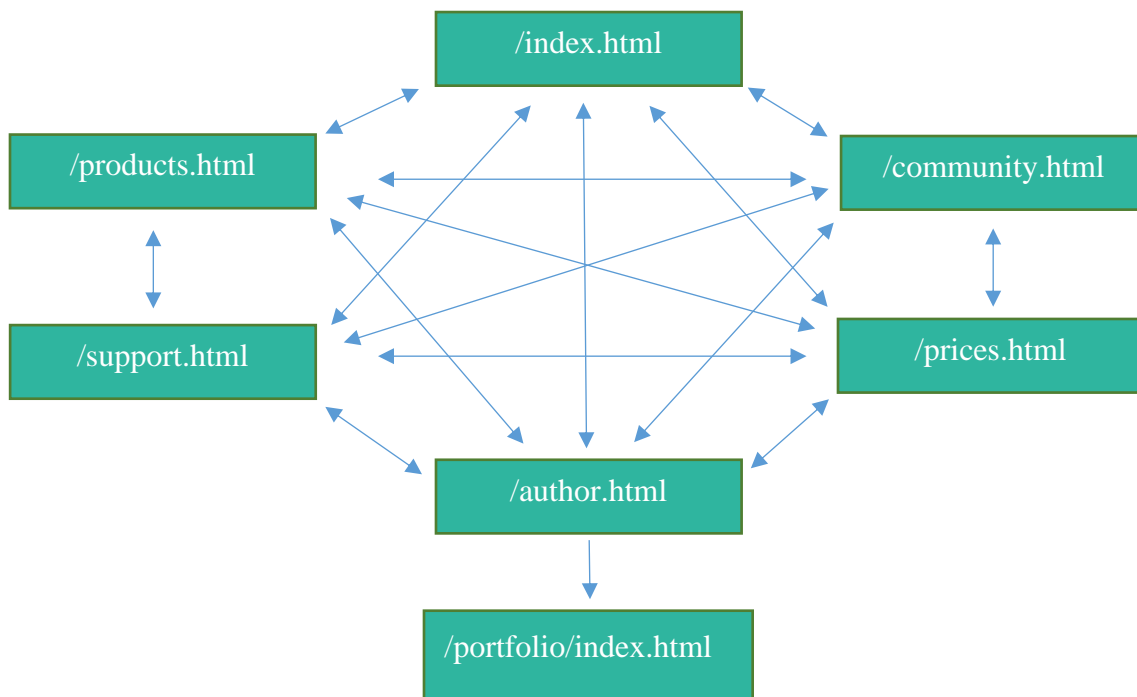 /index.html
/products.html
/community.html
/support.html
/prices.html
/author.html
/portfolio/index.html